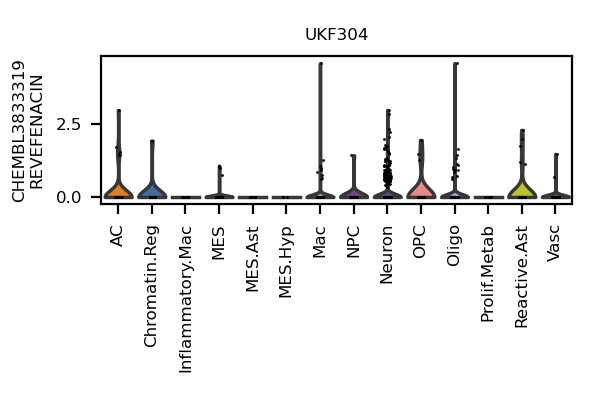 UKF304
CHEMBL3833319
REVEFENACIN
2.5
0.0
AC
Chromatin.Reg
Inflammatory.Mac
MES
MES.Ast
MES.Hyp
Mac
NPC
Neuron
OPC
Oligo
Prolif.Metab
Reactive.Ast
Vasc